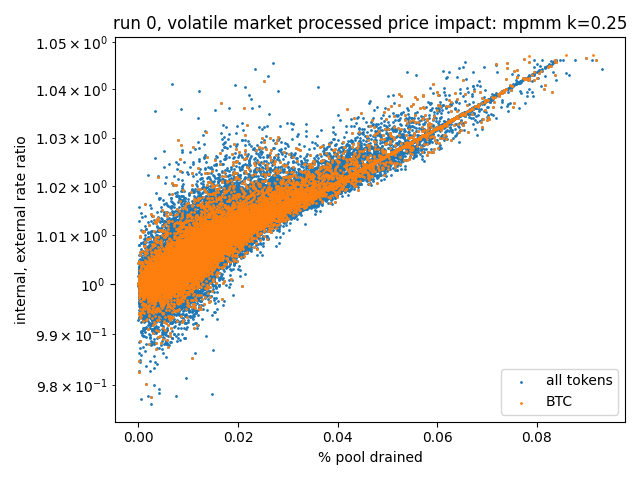 run 0, volatile market processed price impact: mpmm k=0.25
internal, external rate ratio
1.05 × 10⁰
1.04 × 10⁰
1.03 × 10⁰
1.02 × 10⁰
1.01 × 10⁰
10⁰
9.9 × 10⁻¹
9.8 × 10⁻¹
all tokens
BTC
0.00 0.02 0.04 0.06 0.08
% pool drained